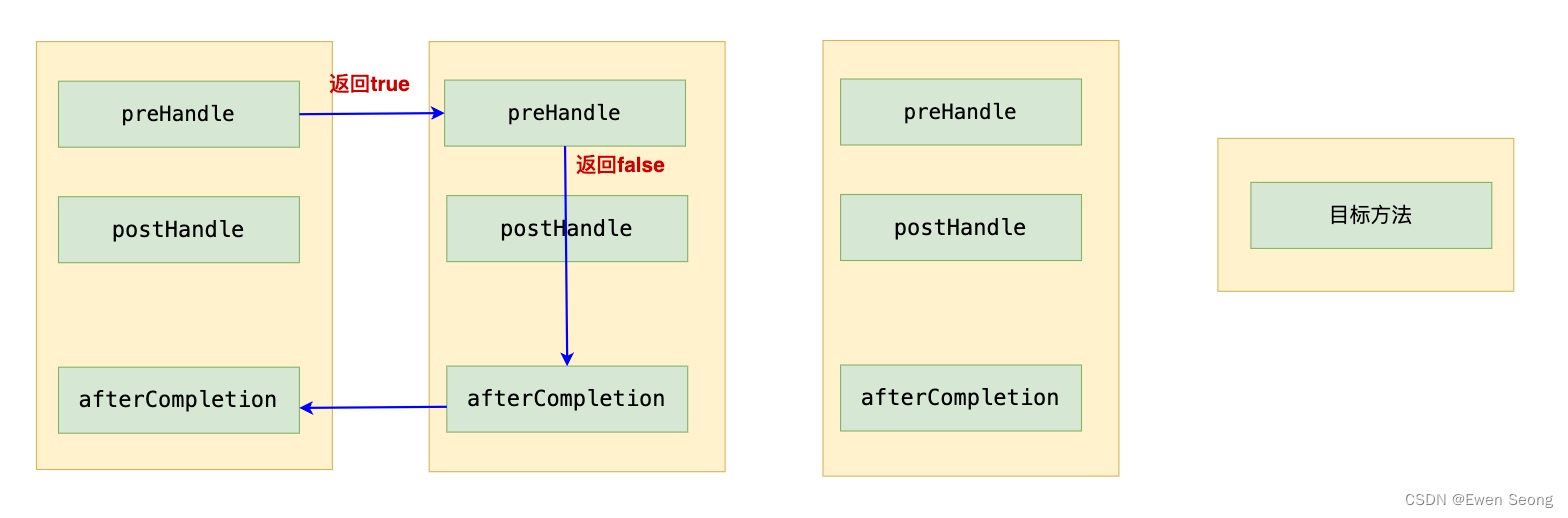 preHandle
返回true
preHandle
返回false
preHandle
postHandle
postHandle
postHandle
目标方法
afterCompletion
afterCompletion
afterCompletion
CSDN @Ewen Seong